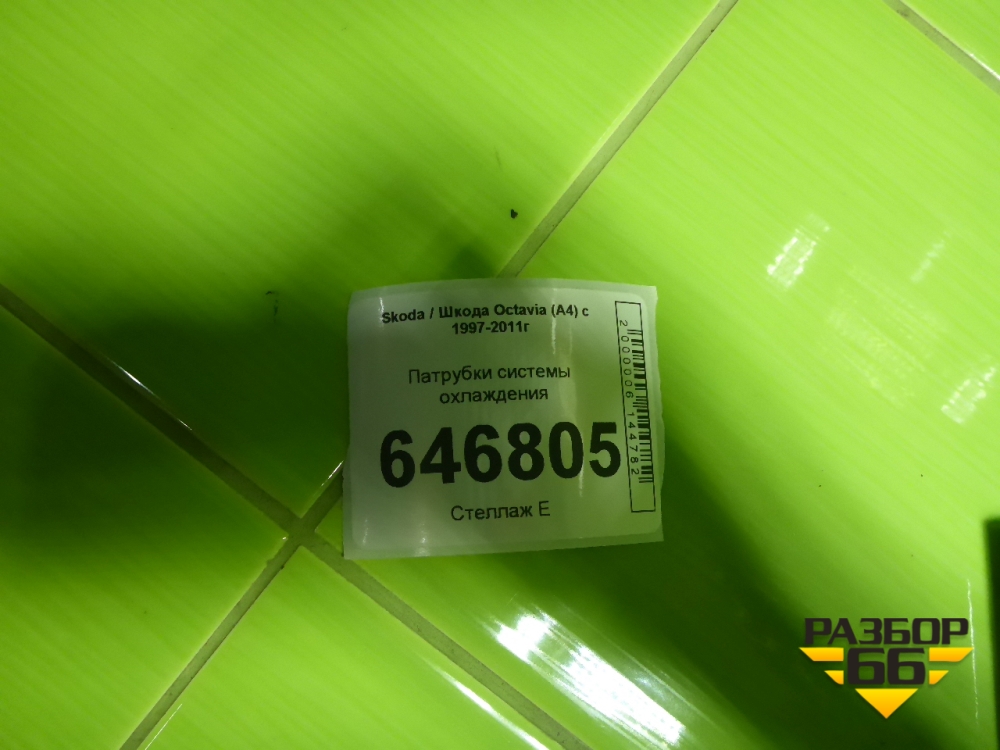 Skoda / Шкода Octavia (A4) с
1997-2011г
Патрубки системы
охлаждения
646805
Стеллаж Е
2000006144782
РАЗБОР
66